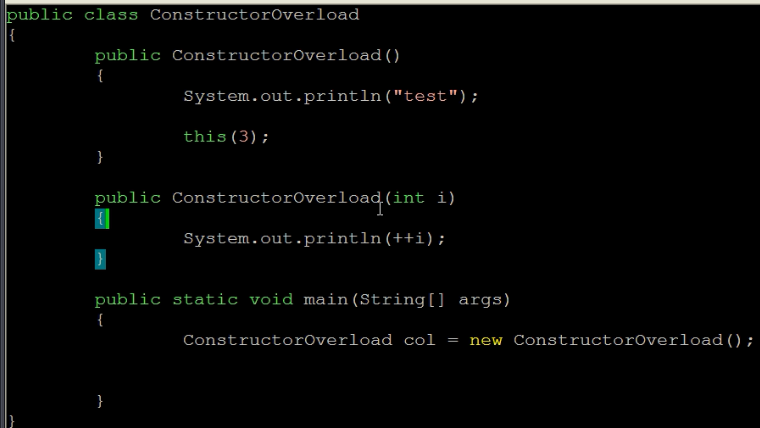 public class ConstructorOverload
{
public ConstructorOverload()
{
System.out.println("test");
this(3);
}
public ConstructorOverload(int i)
{
System.out.println(++i);
}
public static void main(String[] args)
{
ConstructorOverload col = new ConstructorOverload();
}
}